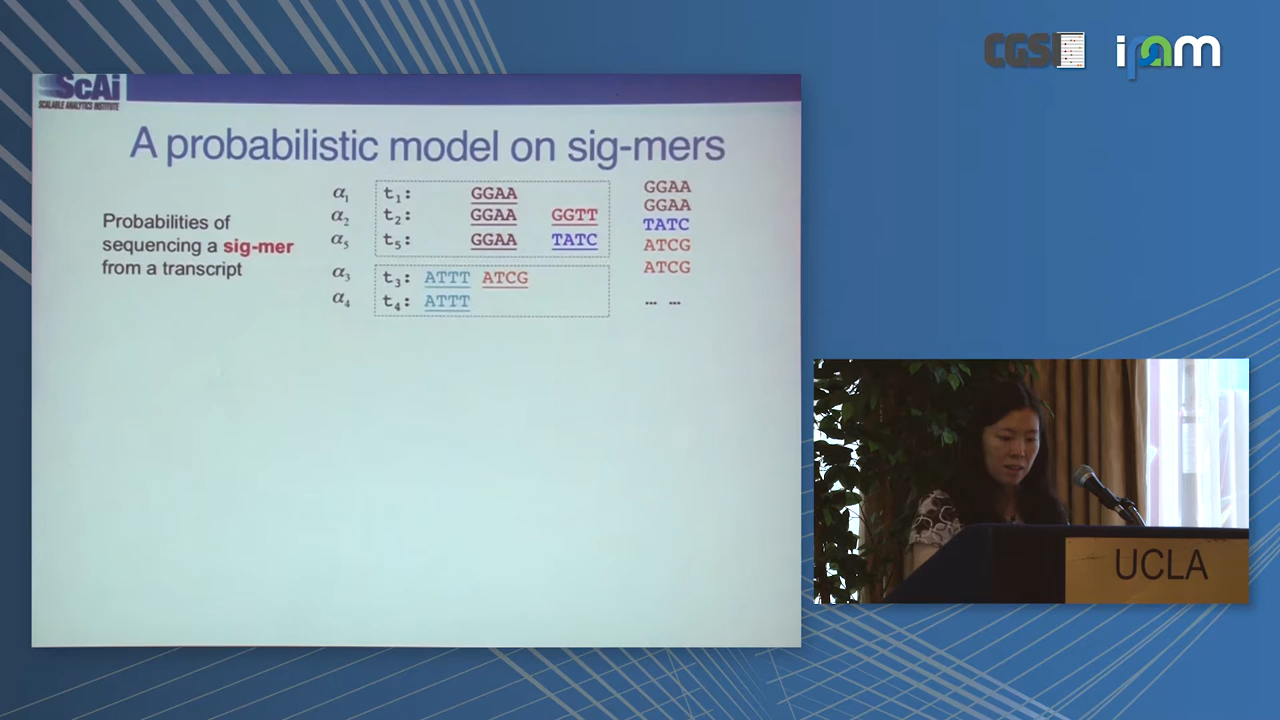 CGSI
ipam
ScAi
SCALABLE ANALYTICS INSTITUTE
A probabilistic model on sig-mers
Probabilities of
sequencing a sig-mer
from a transcript
α1 t1: GGAA
α2 t2: GGAA GGTT
α5 t5: GGAA TATC
α3 t3: ATTT ATCG
α4 t4: ATTT
GGAA
GGAA
TATC
ATCG
ATCG
... ...
UCLA